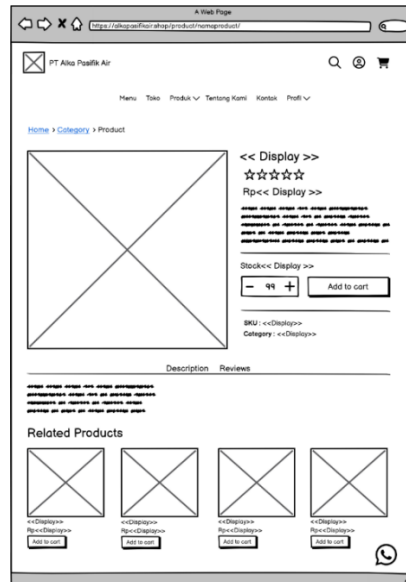 A Web Page
https://alkapasifikair.shop/product/namaproduct/
PT Alka Pasifik Air
Menu Toko Produk Tentang Kami Kontak Profil
Home > Category > Product
<< Display >>
Rp<< Display >>
Stock<< Display >>
- 99 + Add to cart
SKU : <<Display>>
Category : <<Display>>
Description Reviews
Related Products
<<Display>> <<Display>> <<Display>> <<Display>>
Rp<<Display>> Rp<<Display>> Rp<<Display>> Rp<<Display>>
Add to cart Add to cart Add to cart Add to cart